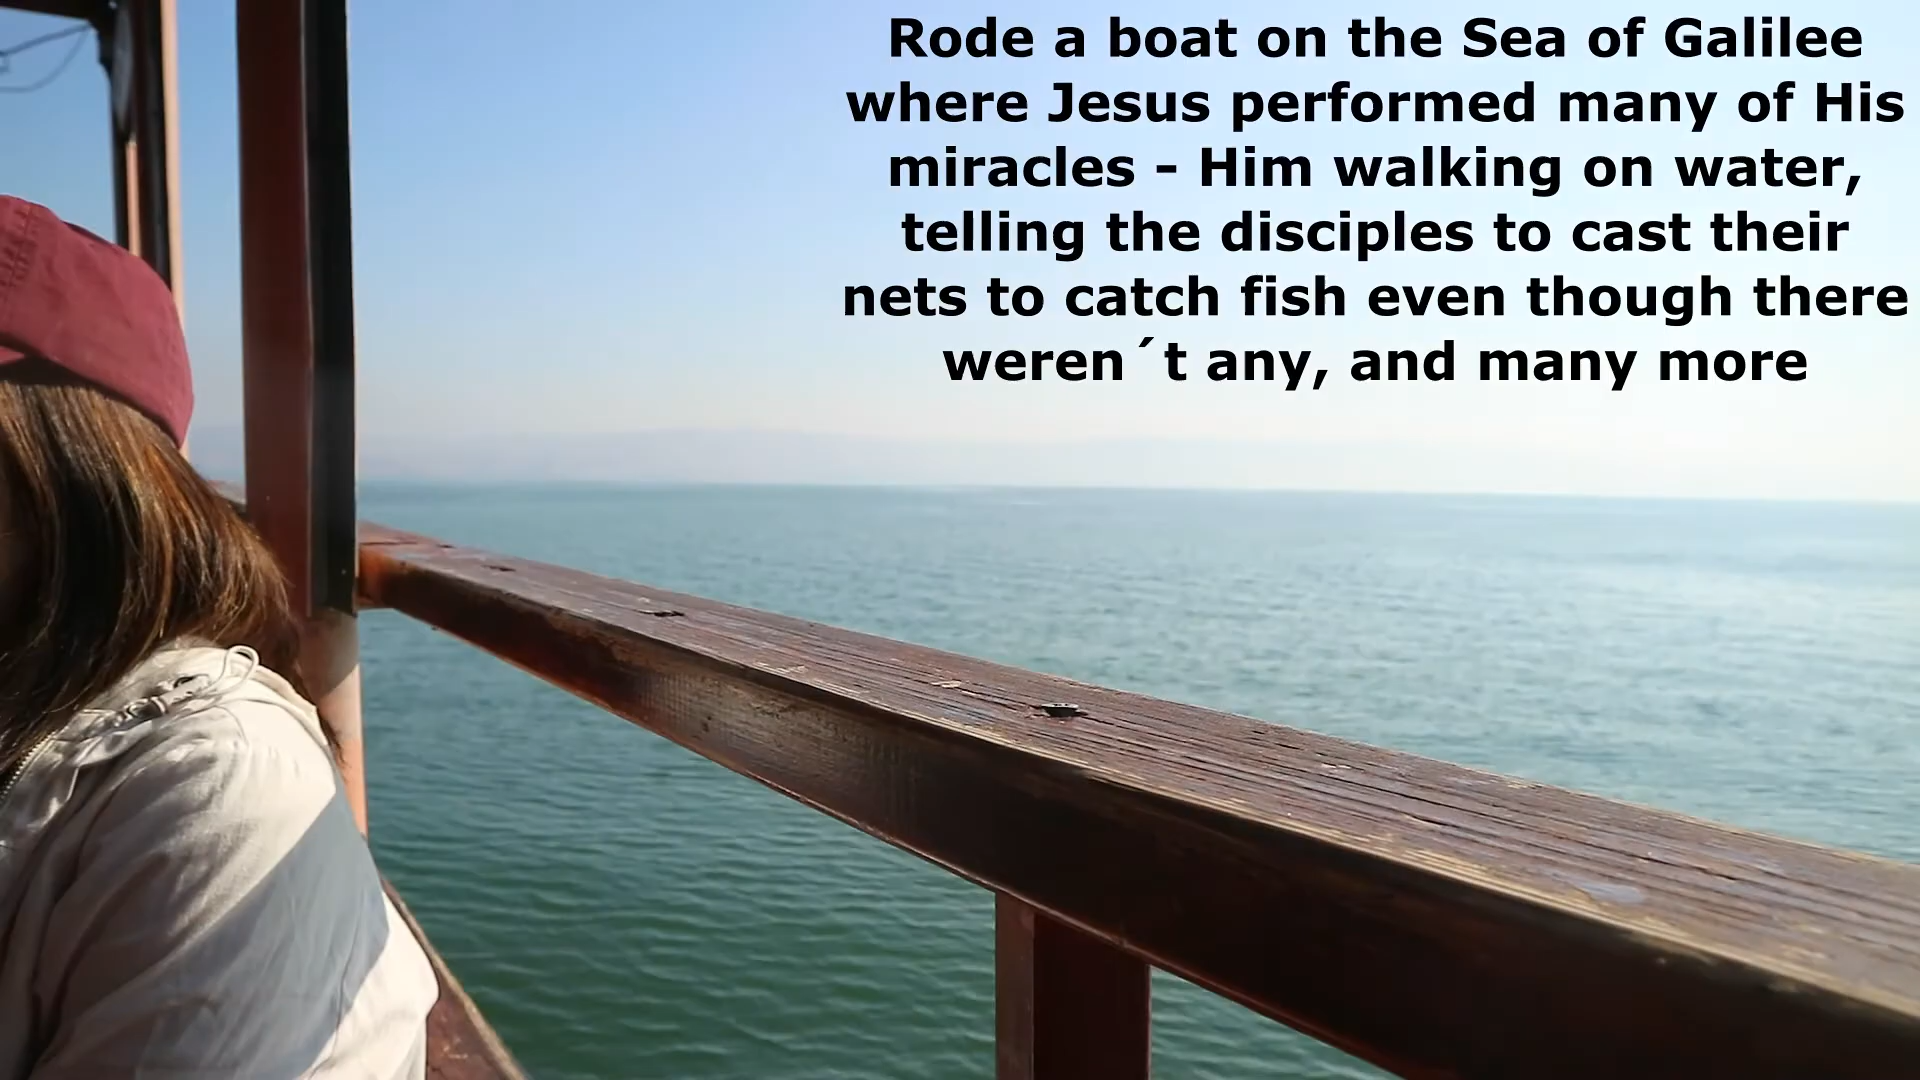 Rode a boat on the Sea of Galilee
where Jesus performed many of His
miracles - Him walking on water,
telling the disciples to cast their
nets to catch fish even though there
weren´t any, and many more